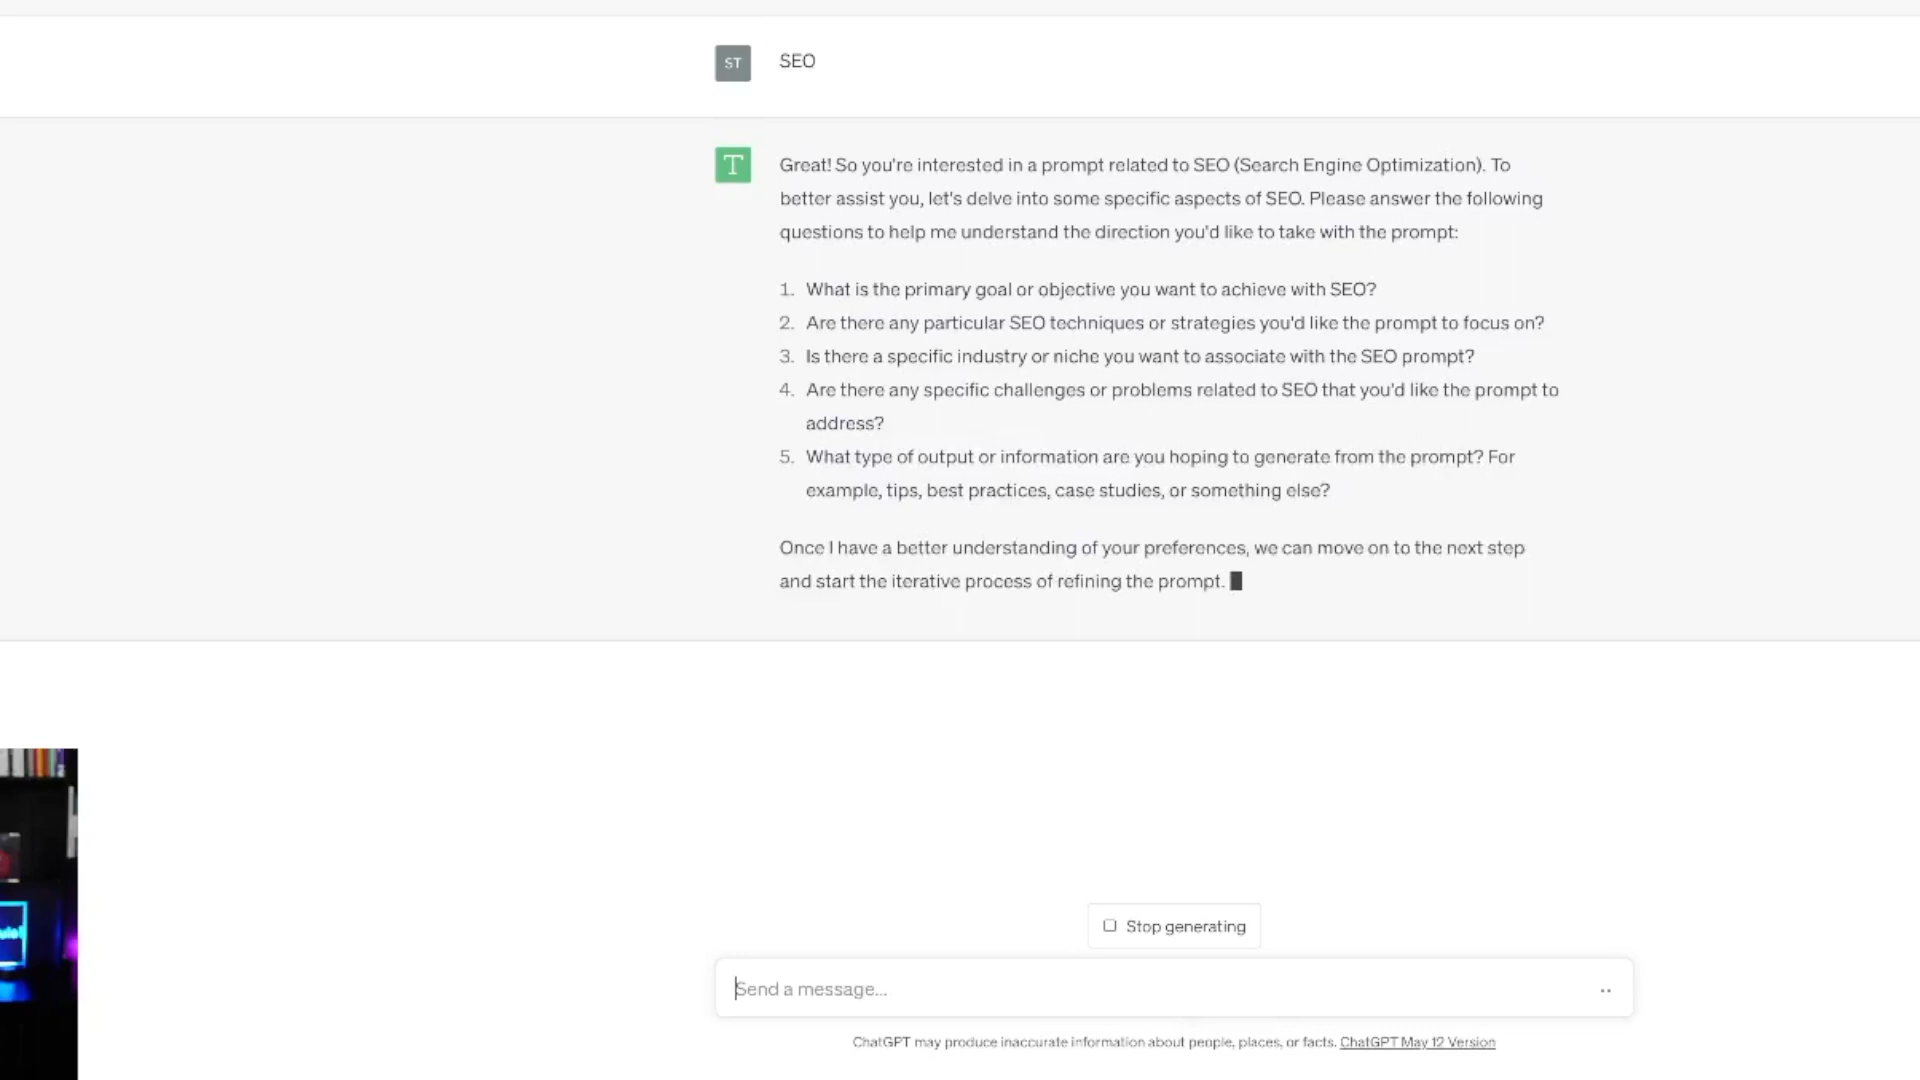 ST
SEO
T
Great! So you're interested in a prompt related to SEO (Search Engine Optimization). To
better assist you, let's delve into some specific aspects of SEO. Please answer the following
questions to help me understand the direction you'd like to take with the prompt:
1. What is the primary goal or objective you want to achieve with SEO?
2. Are there any particular SEO techniques or strategies you'd like the prompt to focus on?
3. Is there a specific industry or niche you want to associate with the SEO prompt?
4. Are there any specific challenges or problems related to SEO that you'd like the prompt to
address?
5. What type of output or information are you hoping to generate from the prompt? For
example, tips, best practices, case studies, or something else?
Once I have a better understanding of your preferences, we can move on to the next step
and start the iterative process of refining the prompt.
Stop generating
Send a message...
ChatGPT may produce inaccurate information about people, places, or facts. ChatGPT May 12 Version